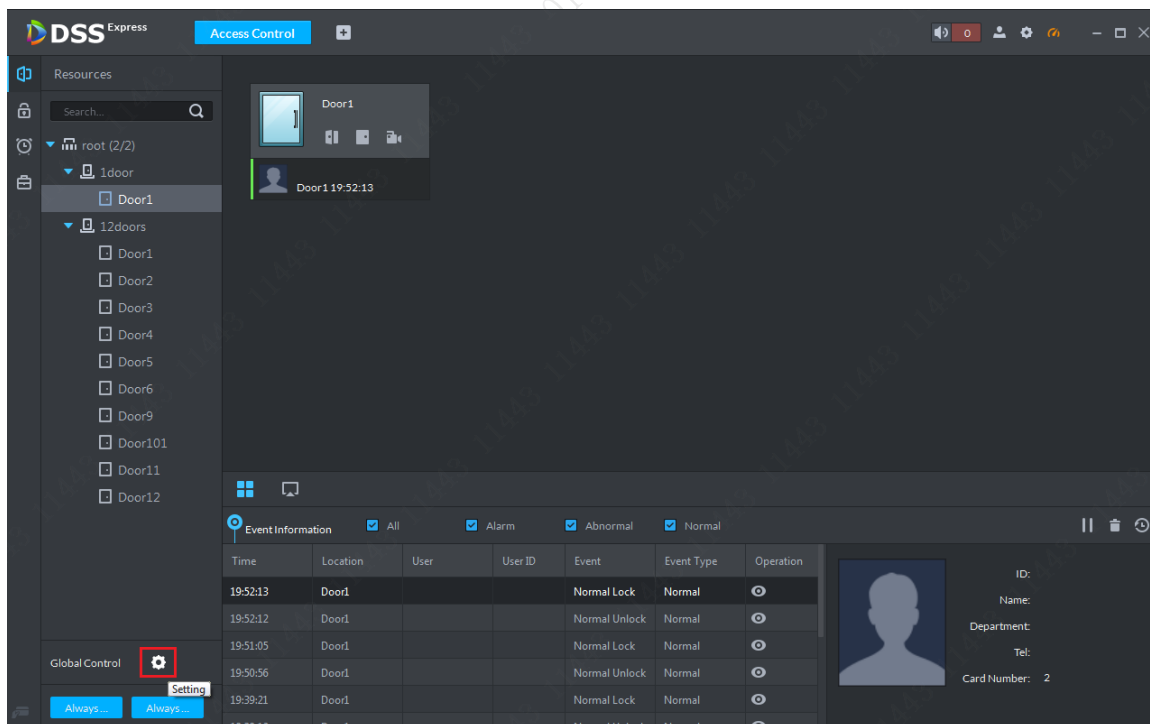 DSS Express
Access Control
0
Resources
Search...
root (2/2)
1door
Door1
12doors
Door1
Door2
Door3
Door4
Door5
Door6
Door9
Door101
Door11
Door12
Global Control
Setting
Always...
Always...
Door1
Door1 19:52:13
Event Information All Alarm Abnormal Normal
Time Location User User ID Event Event Type Operation
19:52:13 Door1 Normal Lock Normal
19:52:12 Door1 Normal Unlock Normal
19:51:05 Door1 Normal Lock Normal
19:50:56 Door1 Normal Unlock Normal
19:39:21 Door1 Normal Lock Normal
ID:
Name:
Department:
Tel:
Card Number: 2
11443 11443